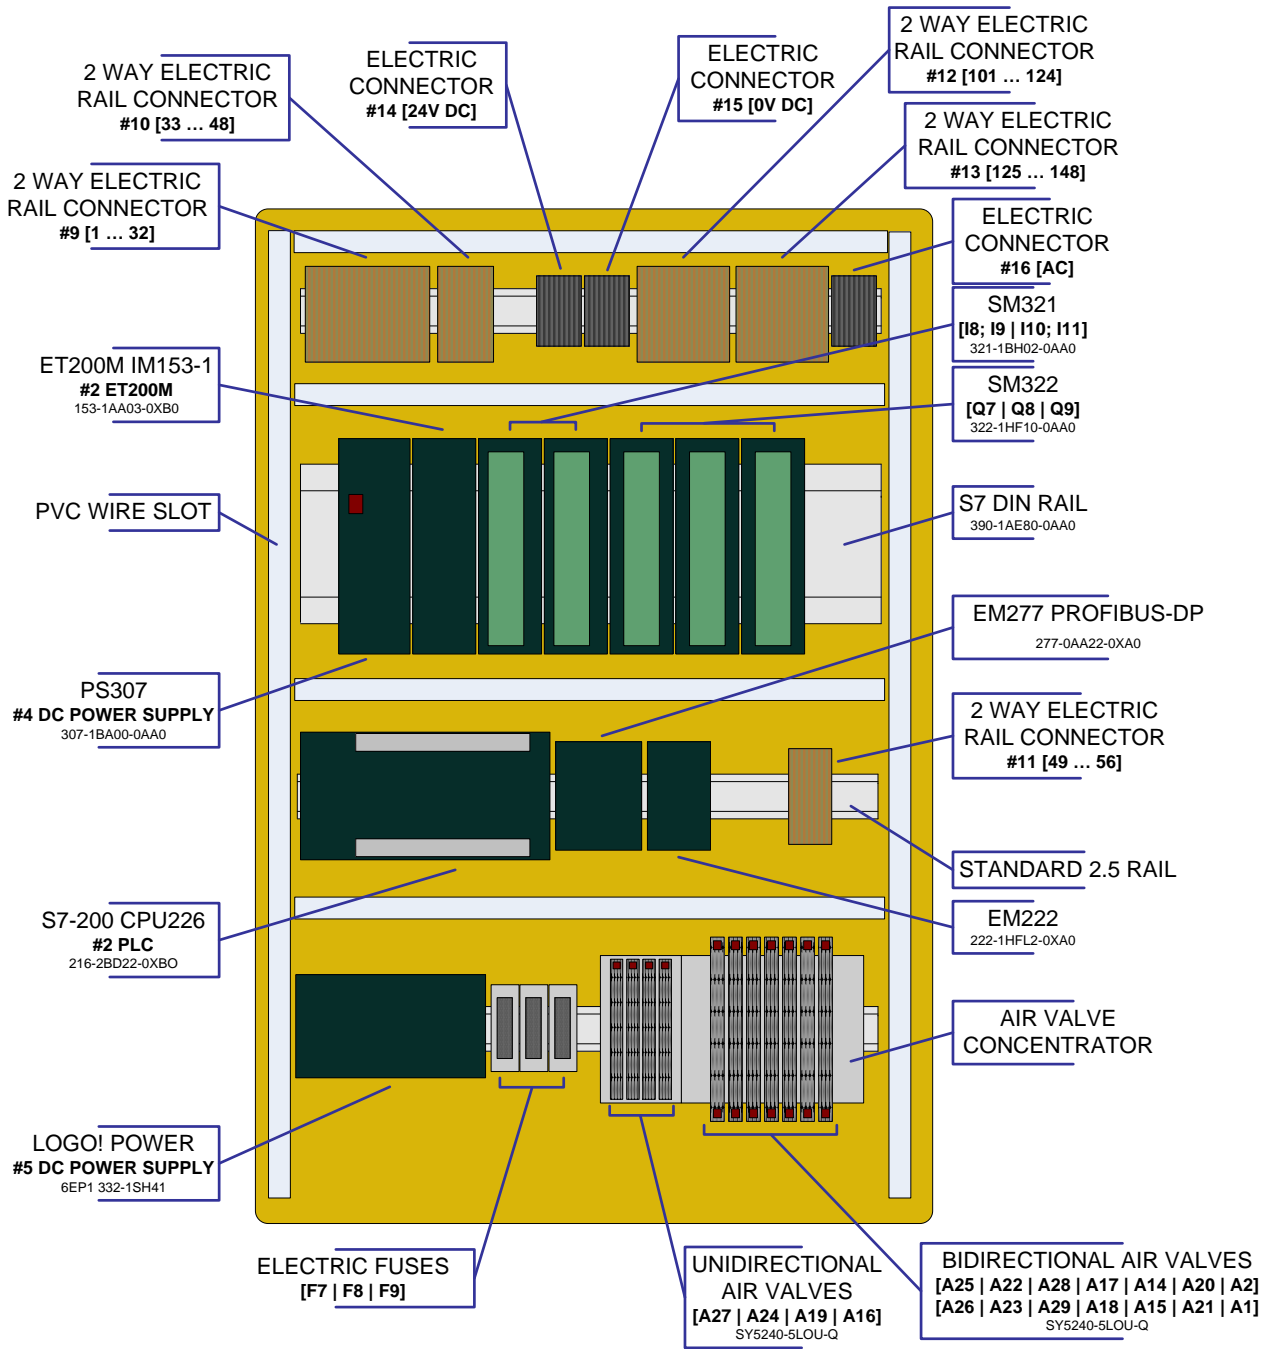 2 WAY ELECTRIC
RAIL CONNECTOR
#12 [101 … 124]
ELECTRIC
CONNECTOR
#14 [24V DC]
ELECTRIC
CONNECTOR
#15 [0V DC]
2 WAY ELECTRIC
RAIL CONNECTOR
#10 [33 … 48]
2 WAY ELECTRIC
RAIL CONNECTOR
#13 [125 … 148]
2 WAY ELECTRIC
RAIL CONNECTOR
#9 [1 … 32]
ELECTRIC
CONNECTOR
#16 [AC]
SM321
[I8; I9 | I10; I11]
321-1BH02-0AA0
ET200M IM153-1
#2 ET200M
153-1AA03-0XB0
SM322
[Q7 | Q8 | Q9]
322-1HF10-0AA0
PVC WIRE SLOT
S7 DIN RAIL
390-1AE80-0AA0
EM277 PROFIBUS-DP
277-0AA22-0XA0
PS307
#4 DC POWER SUPPLY
307-1BA00-0AA0
2 WAY ELECTRIC
RAIL CONNECTOR
#11 [49 … 56]
STANDARD 2.5 RAIL
S7-200 CPU226
#2 PLC
216-2BD22-0XBO
EM222
222-1HFL2-0XA0
AIR VALVE
CONCENTRATOR
LOGO! POWER
#5 DC POWER SUPPLY
6EP1 332-1SH41
ELECTRIC FUSES
[F7 | F8 | F9]
UNIDIRECTIONAL
AIR VALVES
[A27 | A24 | A19 | A16]
SY5240-5LOU-Q
BIDIRECTIONAL AIR VALVES
[A25 | A22 | A28 | A17 | A14 | A20 | A2]
[A26 | A23 | A29 | A18 | A15 | A21 | A1]
SY5240-5LOU-Q